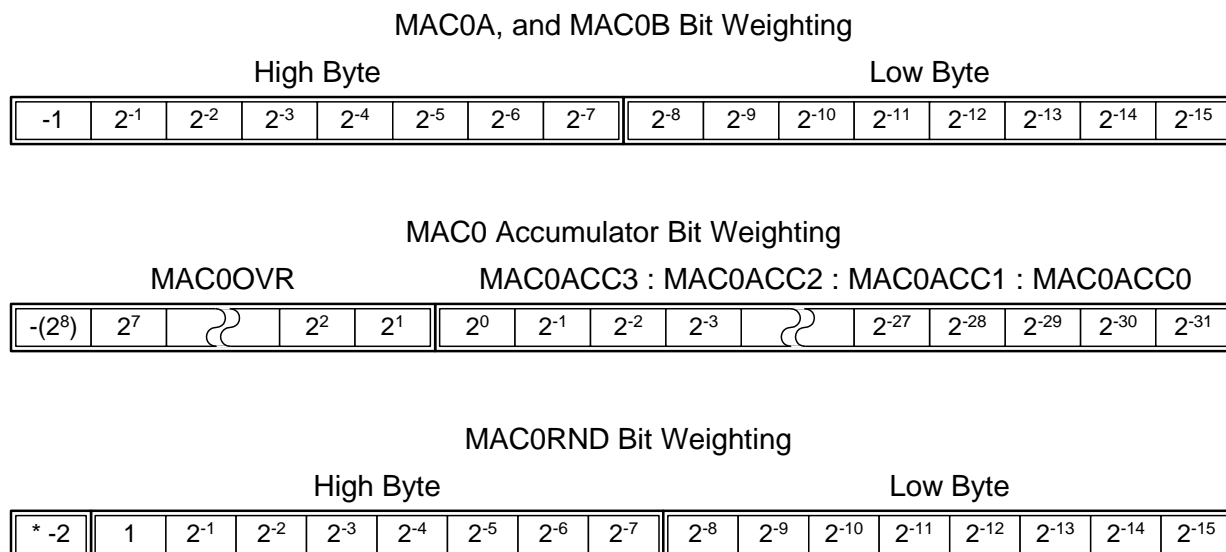 MAC0A, and MAC0B Bit Weighting
High Byte Low Byte
-1 2⁻¹ 2⁻² 2⁻³ 2⁻⁴ 2⁻⁵ 2⁻⁶ 2⁻⁷ 2⁻⁸ 2⁻⁹ 2⁻¹⁰ 2⁻¹¹ 2⁻¹² 2⁻¹³ 2⁻¹⁴ 2⁻¹⁵
MAC0 Accumulator Bit Weighting
MAC0OVR MAC0ACC3 : MAC0ACC2 : MAC0ACC1 : MAC0ACC0
-(2⁸) 2⁷ 2² 2¹ 2⁰ 2⁻¹ 2⁻² 2⁻³ 2⁻²⁷ 2⁻²⁸ 2⁻²⁹ 2⁻³⁰ 2⁻³¹
MAC0RND Bit Weighting
High Byte Low Byte
* -2 1 2⁻¹ 2⁻² 2⁻³ 2⁻⁴ 2⁻⁵ 2⁻⁶ 2⁻⁷ 2⁻⁸ 2⁻⁹ 2⁻¹⁰ 2⁻¹¹ 2⁻¹² 2⁻¹³ 2⁻¹⁴ 2⁻¹⁵